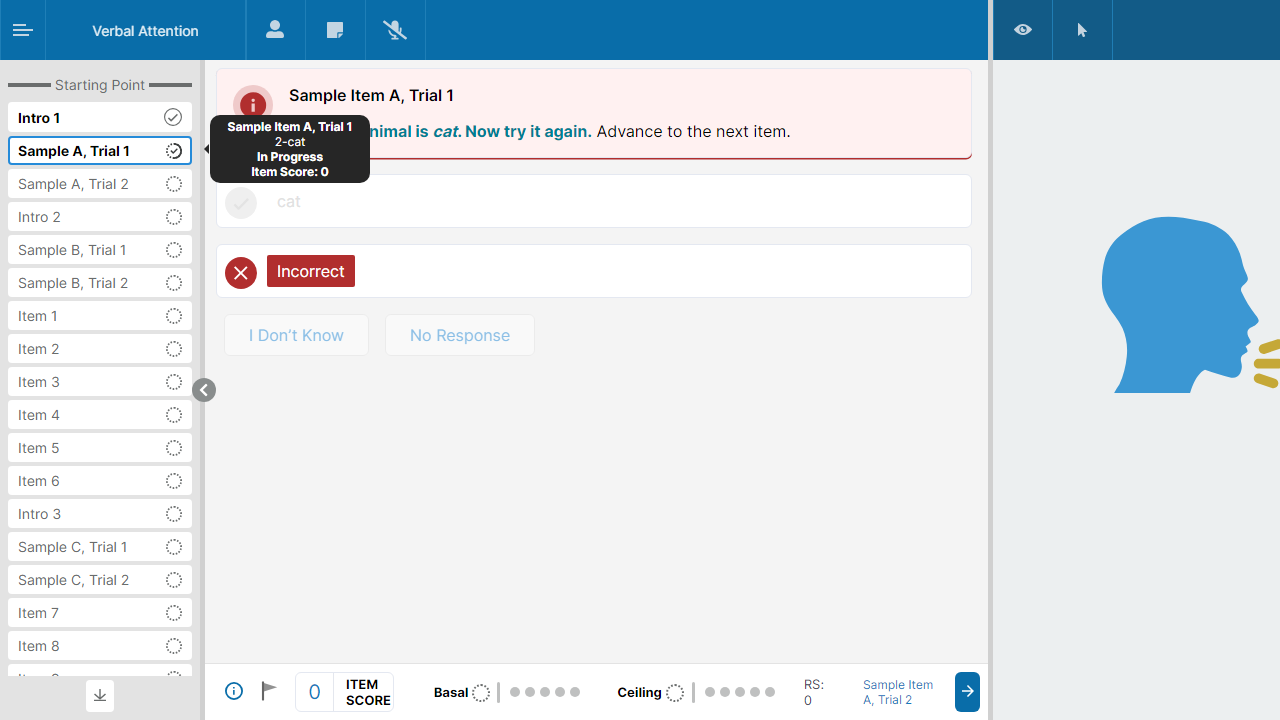 Verbal Attention
Starting Point
Intro 1
Sample A, Trial 1
Sample A, Trial 2
Intro 2
Sample B, Trial 1
Sample B, Trial 2
Item 1
Item 2
Item 3
Item 4
Item 5
Item 6
Intro 3
Sample C, Trial 1
Sample C, Trial 2
Item 7
Item 8
Sample Item A, Trial 1
2-cat
In Progress
Item Score: 0
Sample Item A, Trial 1
is cat. Now try it again. Advance to the next item.
cat
Incorrect
I Don’t Know
No Response
0
ITEM
SCORE
Basal
Ceiling
RS:
0
Sample Item
A, Trial 2